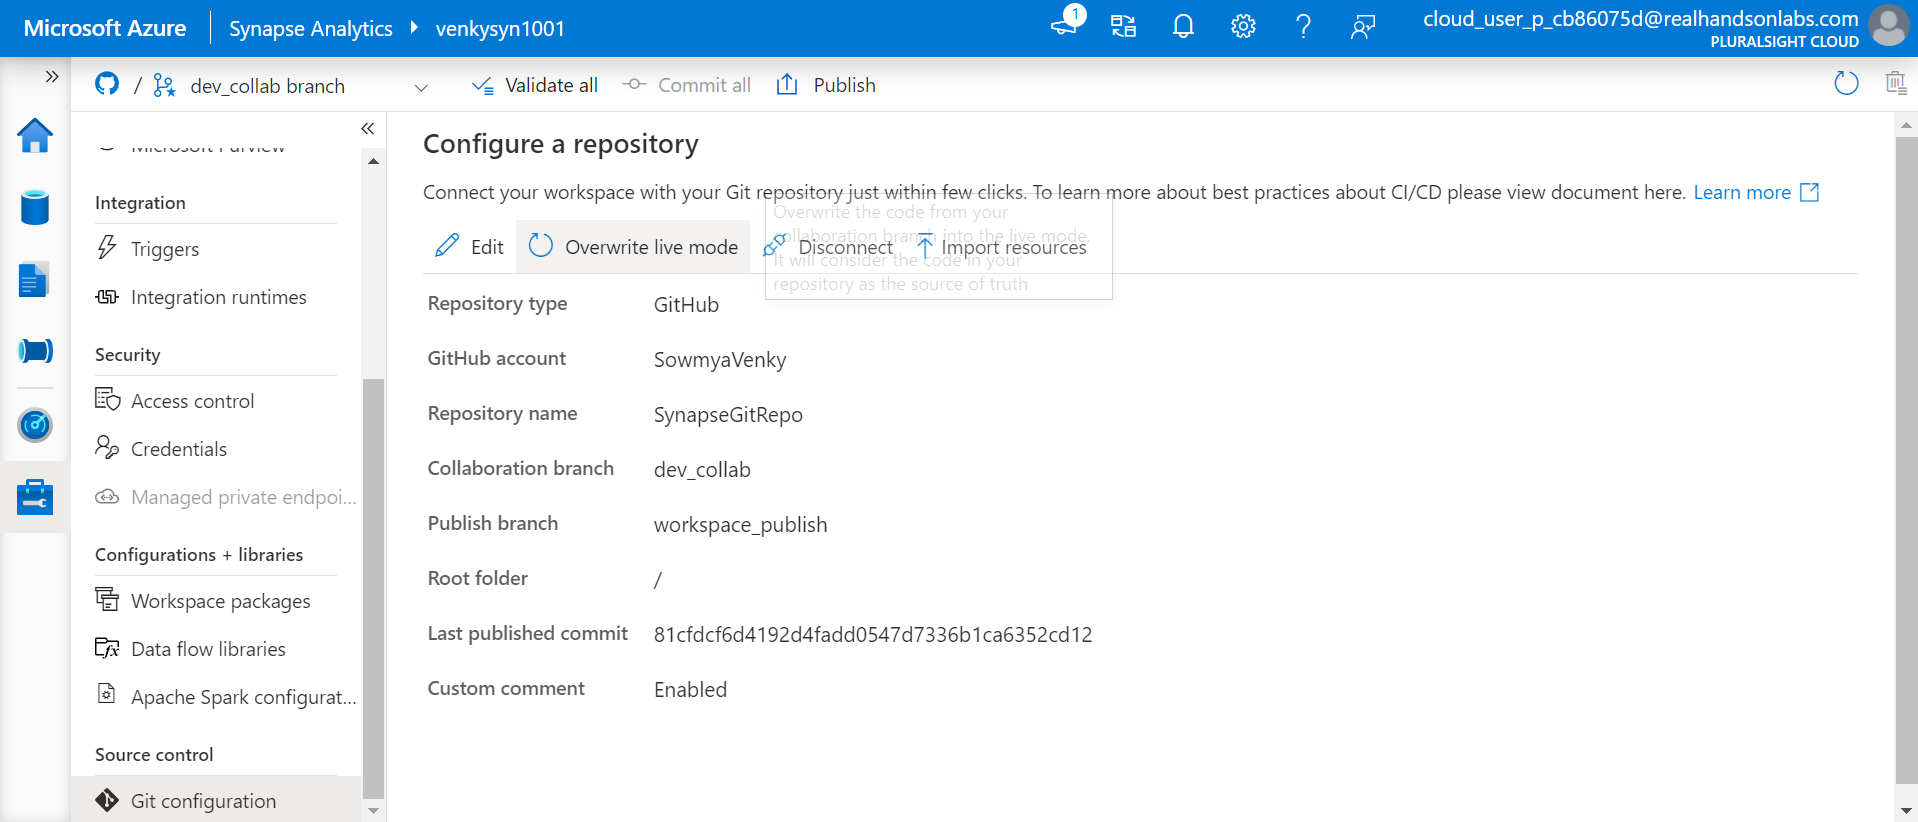 Microsoft Azure
Synapse Analytics
venkysyn1001
1
cloud_user_p_cb86075d@realhandsonlabs.com
PLURALSIGHT CLOUD
/
dev_collab branch
Validate all
Commit all
Publish
Microsoft Purview
Integration
Triggers
Integration runtimes
Security
Access control
Credentials
Managed private endpoi...
Configurations + libraries
Workspace packages
Data flow libraries
Apache Spark configurat...
Source control
Git configuration
Configure a repository
Connect your workspace with your Git repository just within few clicks. To learn more about best practices about CI/CD please view document here. Learn more
Edit
Overwrite live mode
Disconnect
Import resources
Overwrite the code from your
collaboration branch into the live mode.
It will consider the code in your
repository as the source of truth
Repository type GitHub
GitHub account SowmyaVenky
Repository name SynapseGitRepo
Collaboration branch dev_collab
Publish branch workspace_publish
Root folder /
Last published commit 81cfdcf6d4192d4fadd0547d7336b1ca6352cd12
Custom comment Enabled